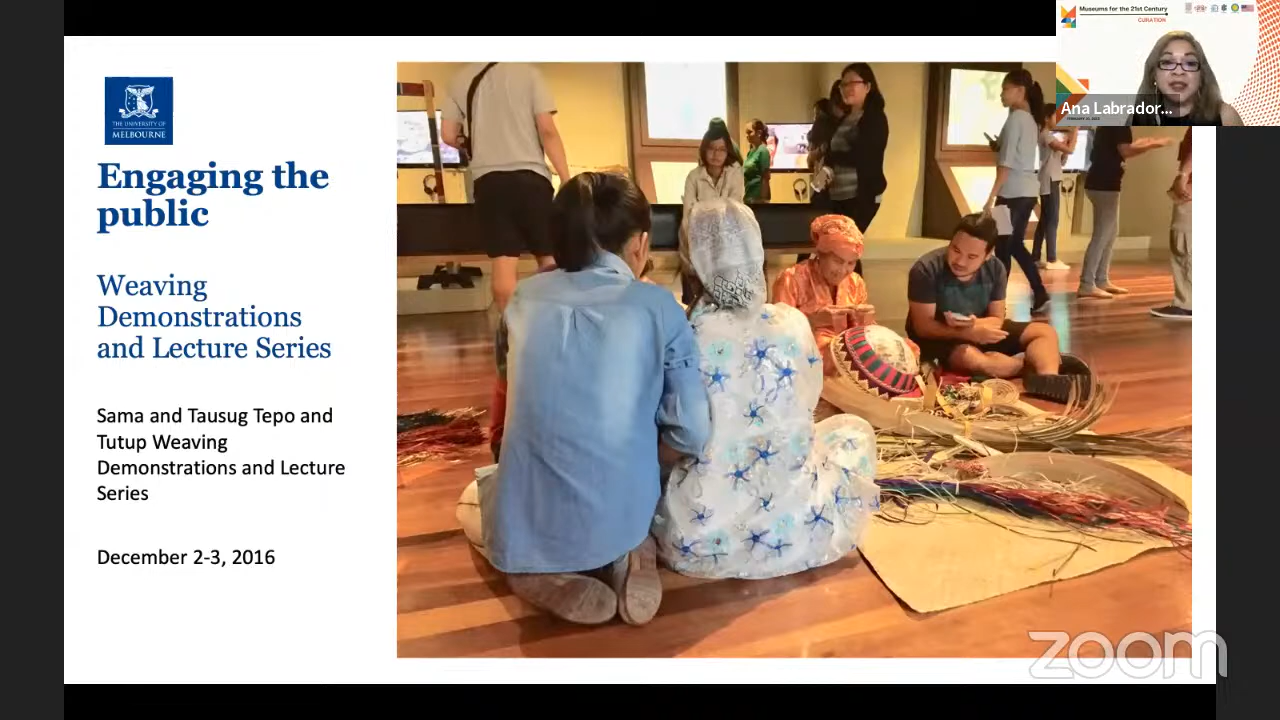 THE UNIVERSITY OF
MELBOURNE
Engaging the
public
Weaving
Demonstrations
and Lecture Series
Sama and Tausug Tepo and
Tutup Weaving
Demonstrations and Lecture
Series
December 2-3, 2016
Museums for the 21st Century
CURATION
Ana Labrador...
zoom